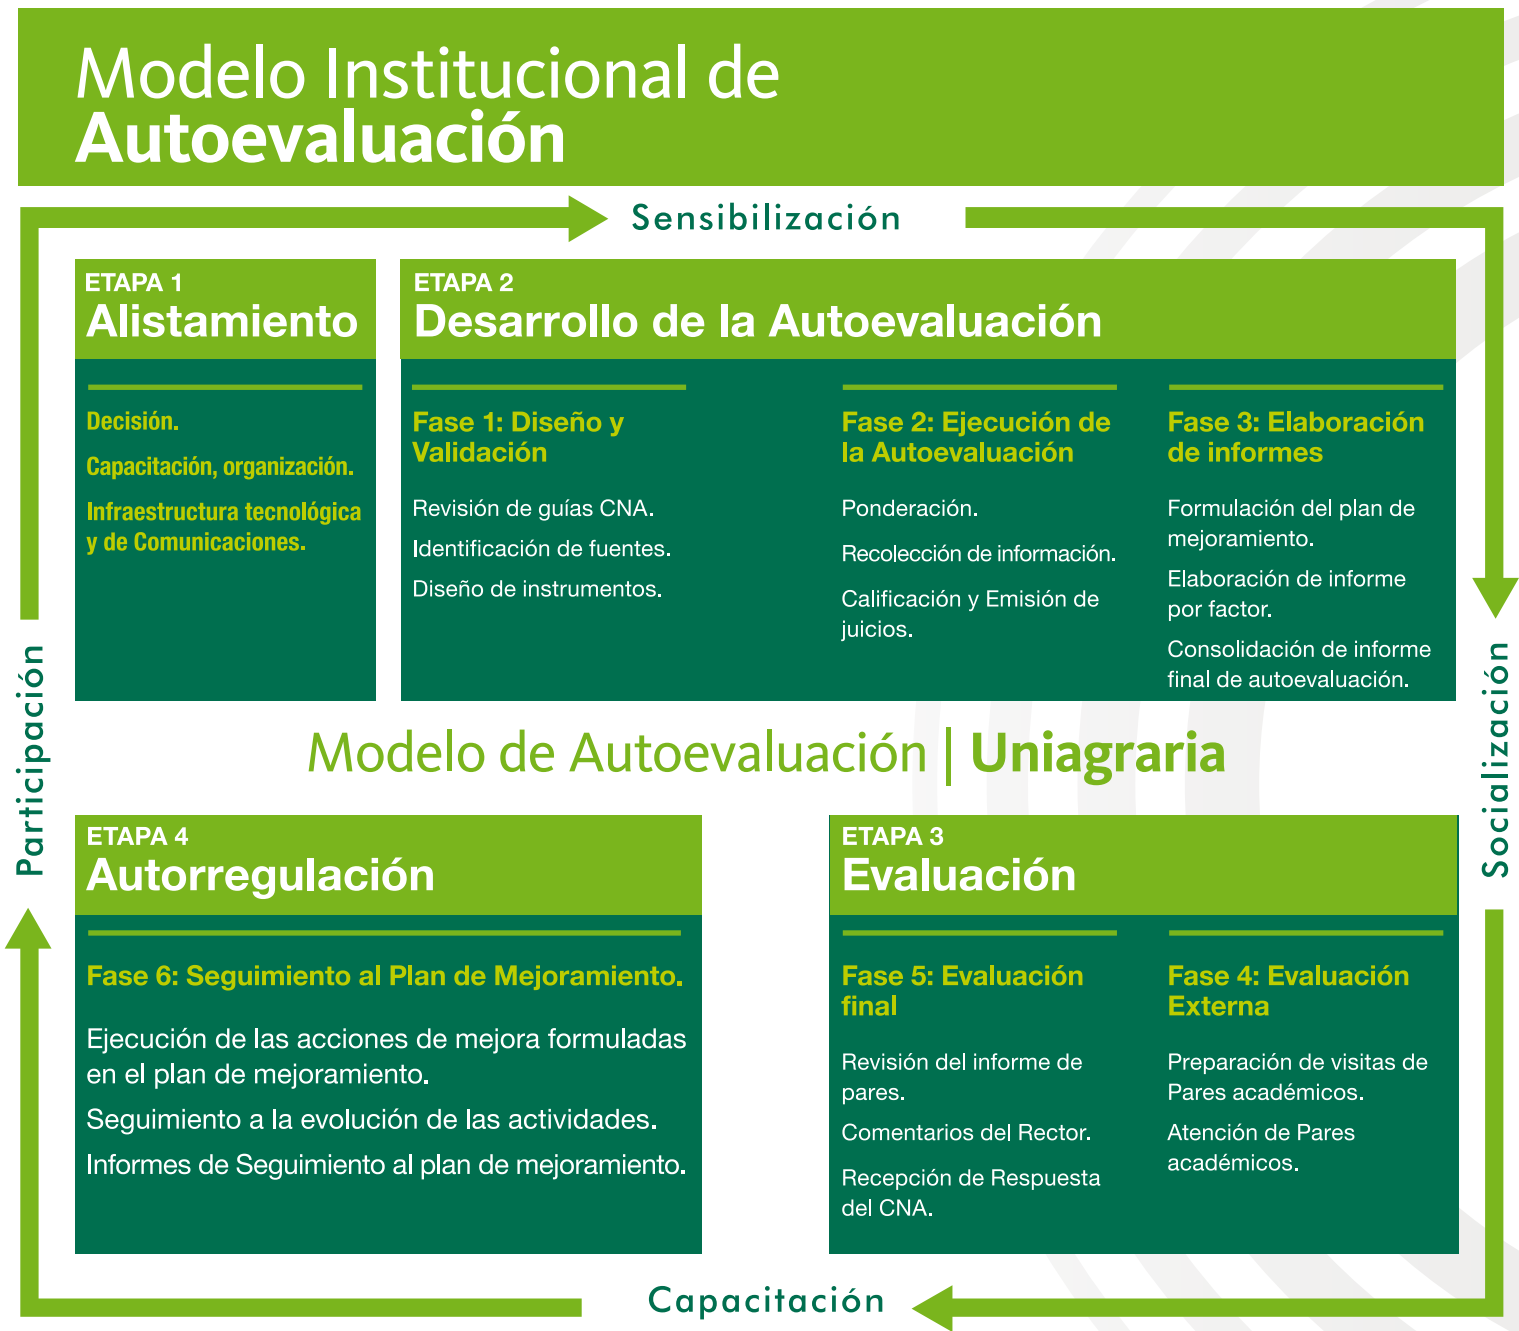 Modelo Institucional de
Autoevaluación
Sensibilización
ETAPA 1
Alistamiento
Decisión.
Capacitación, organización.
Infraestructura tecnológica
y de Comunicaciones.
ETAPA 2
Desarrollo de la Autoevaluación
Fase 1: Diseño y
Validación
Revisión de guías CNA.
Identificación de fuentes.
Diseño de instrumentos.
Fase 2: Ejecución de
la Autoevaluación
Ponderación.
Recolección de información.
Calificación y Emisión de
juicios.
Fase 3: Elaboración
de informes
Formulación del plan de
mejoramiento.
Elaboración de informe
por factor.
Consolidación de informe
final de autoevaluación.
Participación
Socialización
Modelo de Autoevaluación | Uniagraria
ETAPA 4
Autorregulación
Fase 6: Seguimiento al Plan de Mejoramiento.
Ejecución de las acciones de mejora formuladas
en el plan de mejoramiento.
Seguimiento a la evolución de las actividades.
Informes de Seguimiento al plan de mejoramiento.
ETAPA 3
Evaluación
Fase 5: Evaluación
final
Revisión del informe de
pares.
Comentarios del Rector.
Recepción de Respuesta
del CNA.
Fase 4: Evaluación
Externa
Preparación de visitas de
Pares académicos.
Atención de Pares
académicos.
Capacitación